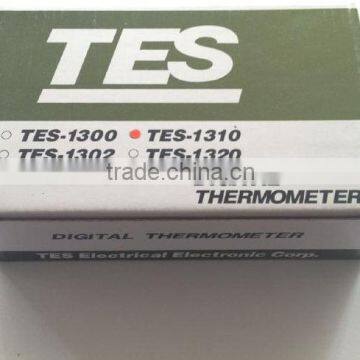 TES
TES-1300 TES-1310
TES-1302 TES-1320
trade.china.cn
THERMOMETER
DIGITAL THERMOMETER
TES Electrical Electronic Corp.